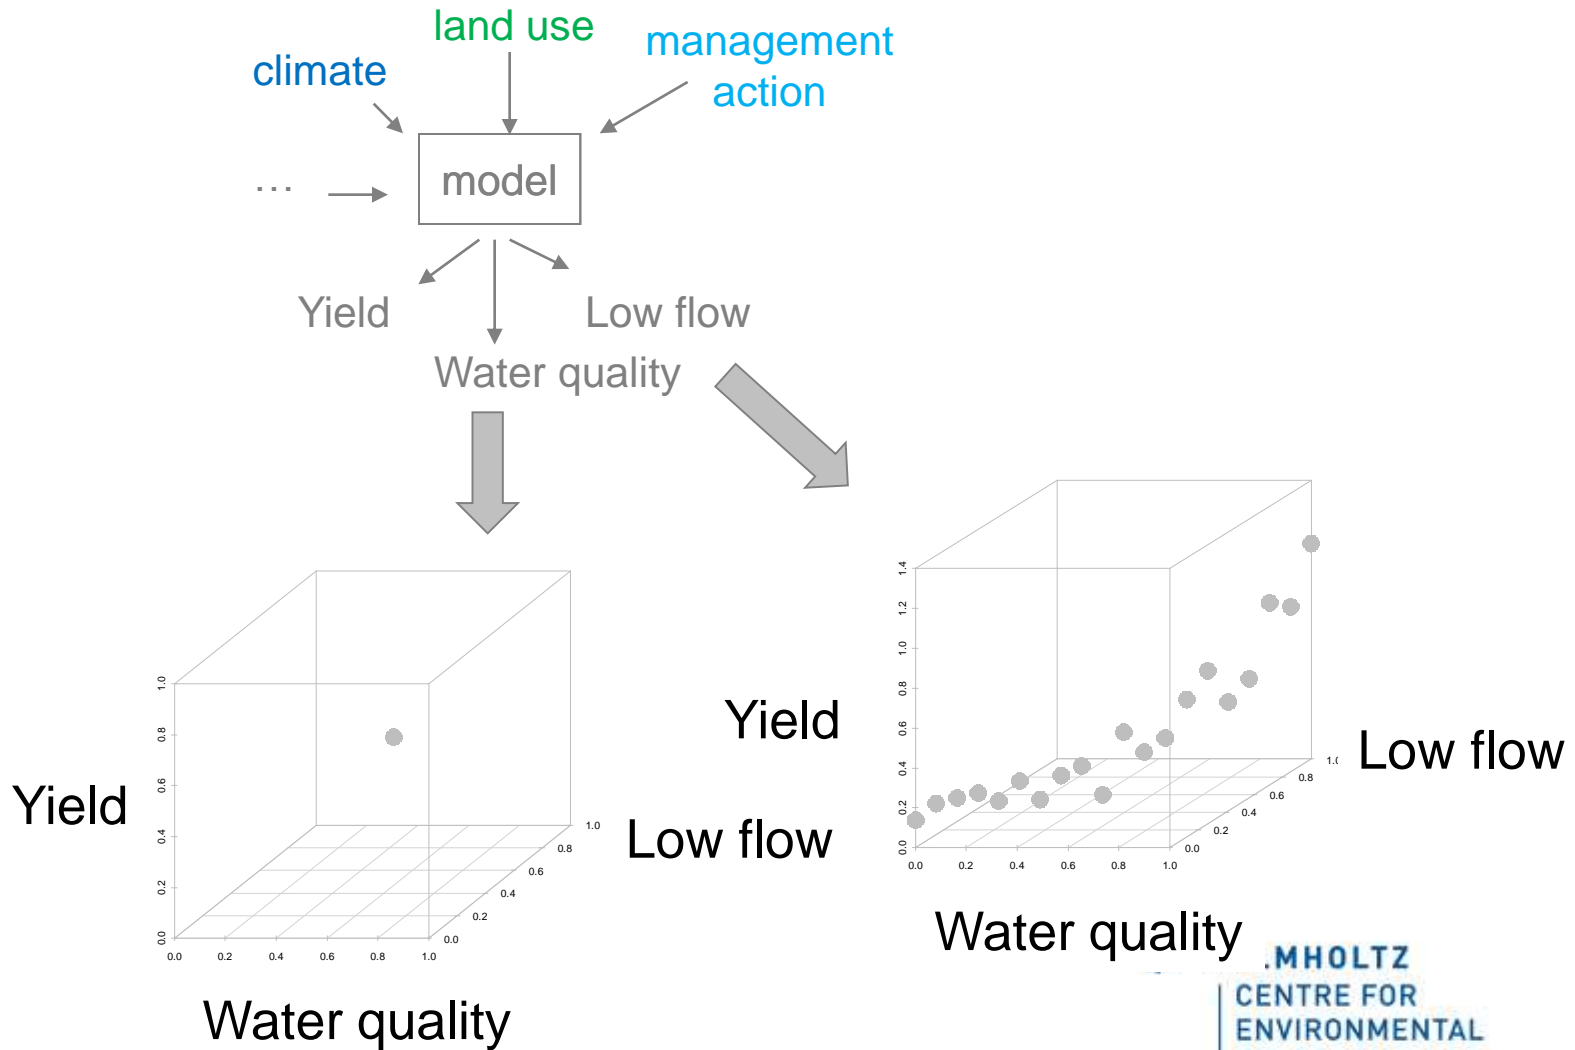 land use
climate
management
action
...
model
Yield
Low flow
Water quality
1.0
0.8
0.6
0.4
0.2
0.0
0.0 0.2 0.4 0.6 0.8 1.0
0.0
0.2
0.4
0.6
0.8
1.0
Yield
Low flow
Water quality
1.4
1.2
1.0
0.8
0.6
0.4
0.2
0.0
0.0 0.2 0.4 0.6 0.8 1.0
0.0
0.2
0.4
0.6
0.8
Yield
Low flow
Water quality
MHOLTZ
CENTRE FOR
ENVIRONMENTAL